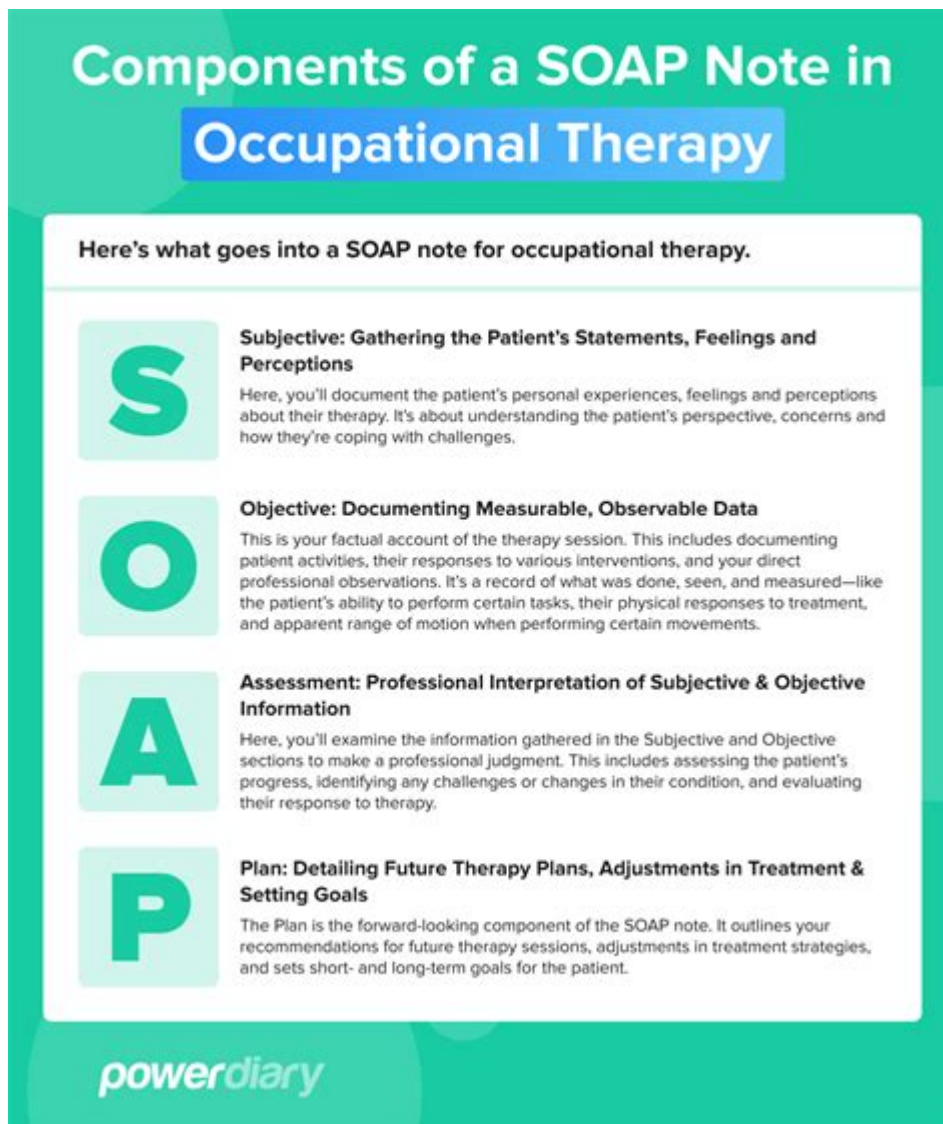 Components of a SOAP Note in
Occupational Therapy
Here’s what goes into a SOAP note for occupational therapy.
S
Subjective: Gathering the Patient’s Statements, Feelings and
Perceptions
Here, you’ll document the patient’s personal experiences, feelings and perceptions
about their therapy. It’s about understanding the patient’s perspective, concerns and
how they’re coping with challenges.
O
Objective: Documenting Measurable, Observable Data
This is your factual account of the therapy session. This includes documenting
patient activities, their responses to various interventions, and your direct
professional observations. It’s a record of what was done, seen, and measured—like
the patient’s ability to perform certain tasks, their physical responses to treatment,
and apparent range of motion when performing certain movements.
A
Assessment: Professional Interpretation of Subjective & Objective
Information
Here, you’ll examine the information gathered in the Subjective and Objective
sections to make a professional judgment. This includes assessing the patient’s
progress, identifying any challenges or changes in their condition, and evaluating
their response to therapy.
P
Plan: Detailing Future Therapy Plans, Adjustments in Treatment &
Setting Goals
The Plan is the forward-looking component of the SOAP note. It outlines your
recommendations for future therapy sessions, adjustments in treatment strategies,
and sets short- and long-term goals for the patient.
powerdiary